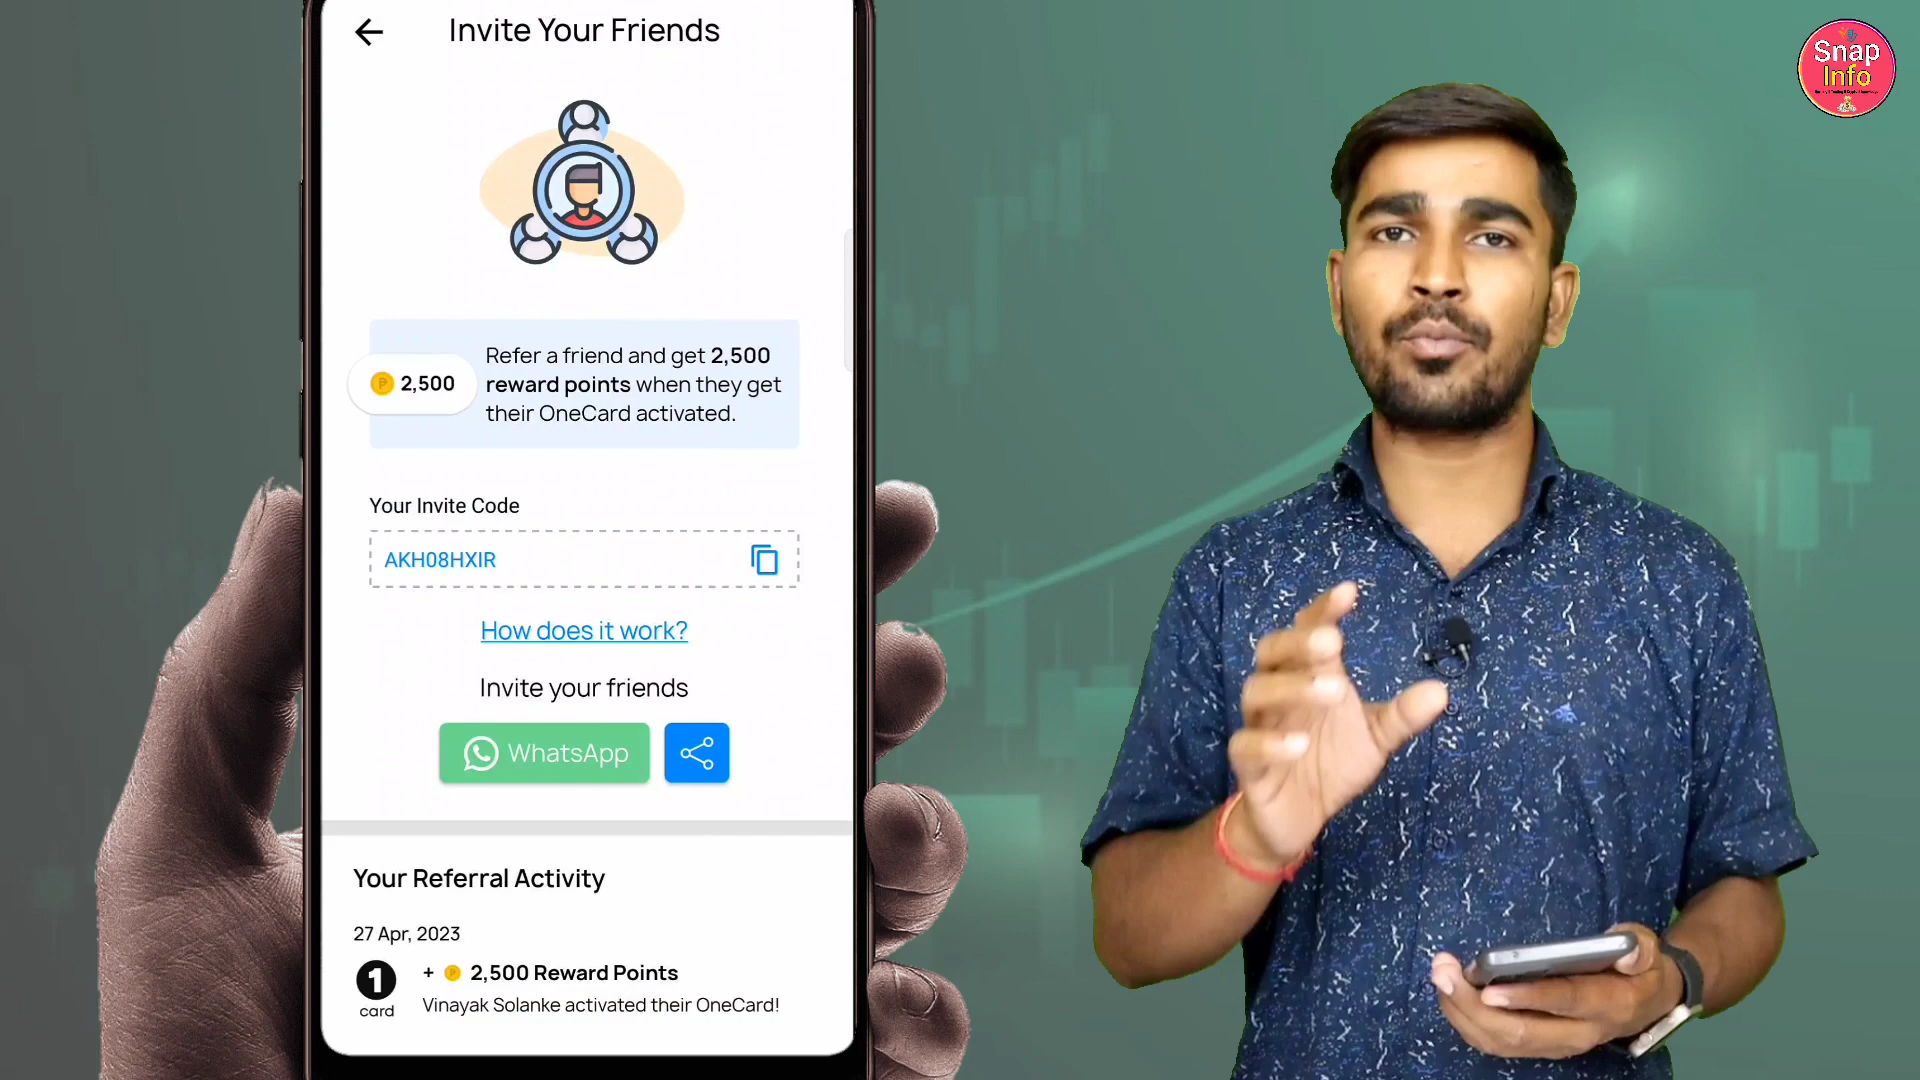 Invite Your Friends
2,500
Refer a friend and get 2,500
reward points when they get
their OneCard activated.
Your Invite Code
AKH08HXIR
How does it work?
Invite your friends
WhatsApp
Your Referral Activity
27 Apr, 2023
1
card
+ 2,500 Reward Points
Vinayak Solanke activated their OneCard!
Snap
Info